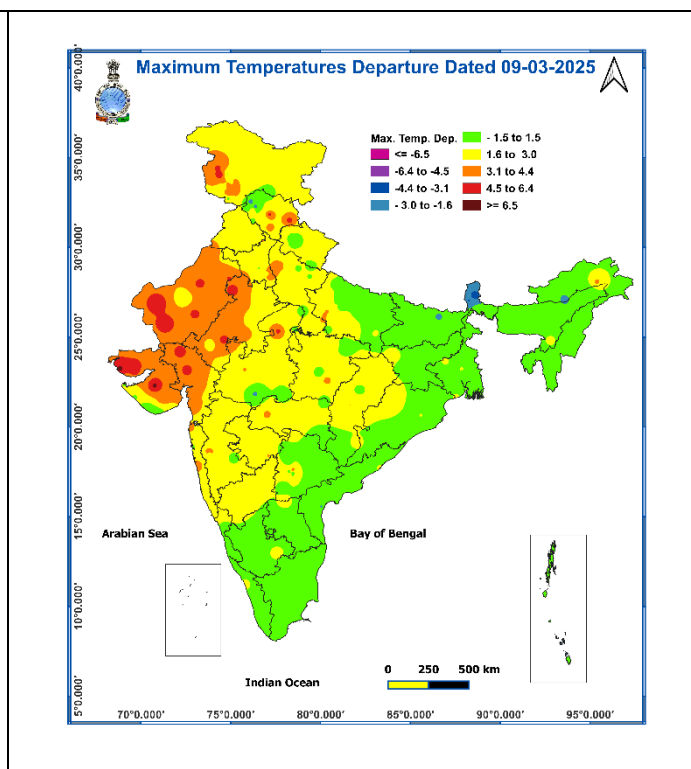 Maximum Temperatures Departure Dated 09-03-2025
Max. Temp. Dep.
<= -6.5
-6.4 to -4.5
-4.4 to -3.1
- 3.0 to -1.6
- 1.5 to 1.5
1.6 to 3.0
3.1 to 4.4
4.5 to 6.4
>= 6.5
40°0.000'
35°0.000'
30°0.000'
25°0.000'
20°0.000'
15°0.000'
10°0.000'
5°0.000'
Arabian Sea
Bay of Bengal
Indian Ocean
0 250 500 km
70°0.000' 75°0.000' 80°0.000' 85°0.000' 90°0.000' 95°0.000'